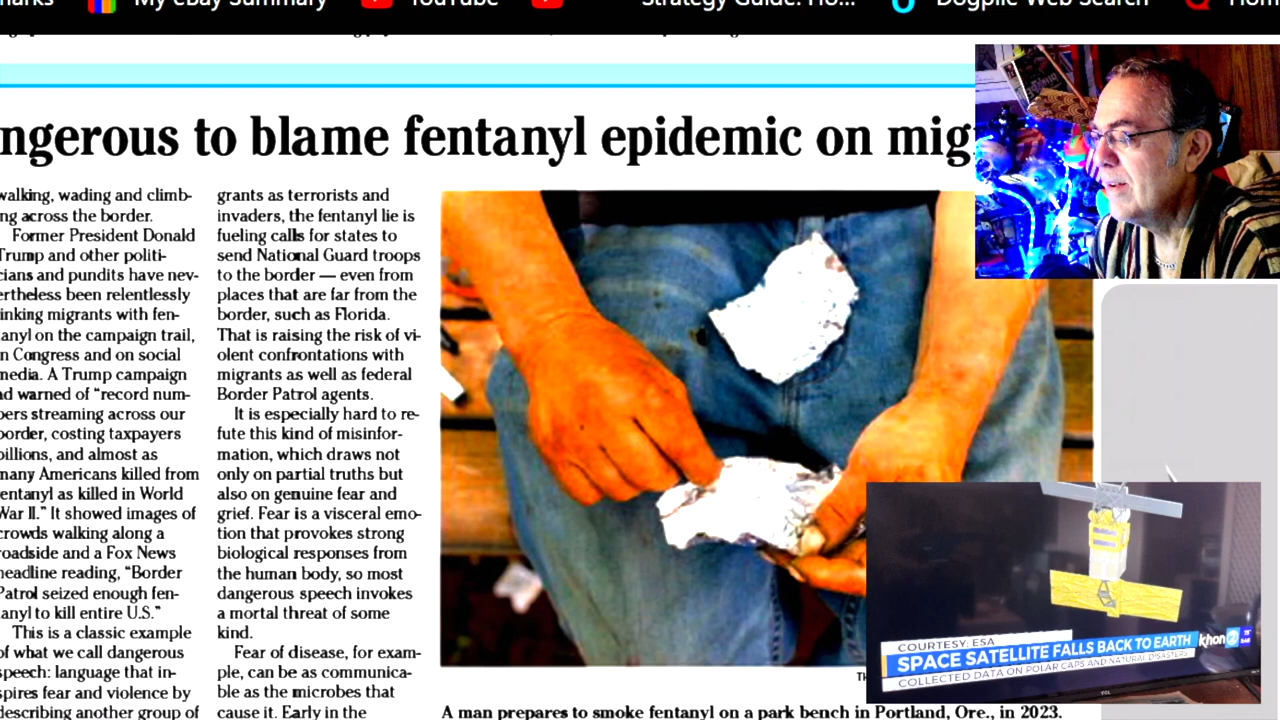 My eBay Summary
YouTube
Strategy Guide: Ho...
Dogpile Web Search
ngerous to blame fentanyl epidemic on mig
walking, wading and climb-
ng across the border.
Former President Donald
Trump and other politi-
cians and pundits have nev-
ertheless been relentlessly
inking migrants with fen-
anyl on the campaign trail,
n Congress and on social
media. A Trump campaign
ad warned of “record num-
bers streaming across our
border, costing taxpayers
billions, and almost as
many Americans killed from
entanyl as killed in World
War II.” It showed images of
crowds walking along a
roadside and a Fox News
headline reading, “Border
Patrol seized enough fen-
anyl to kill entire U.S.”
This is a classic example
of what we call dangerous
speech: language that in-
spires fear and violence by
describing another group of
grants as terrorists and
invaders, the fentanyl lie is
fueling calls for states to
send National Guard troops
to the border — even from
places that are far from the
border, such as Florida.
That is raising the risk of vi-
olent confrontations with
migrants as well as federal
Border Patrol agents.
It is especially hard to re-
fute this kind of misinfor-
mation, which draws not
only on partial truths but
also on genuine fear and
grief. Fear is a visceral emo-
tion that provokes strong
biological responses from
the human body, so most
dangerous speech invokes
a mortal threat of some
kind.
Fear of disease, for exam-
ple, can be as communica-
ble as the microbes that
cause it. Early in the
A man prepares to smoke fentanyl on a park bench in Portland, Ore., in 2023.
COURTESY: ESA
SPACE SATELLITE FALLS BACK TO EARTH
COLLECTED DATA ON POLAR CAPS AND NATURAL DISASTERS
khon 2
TCL